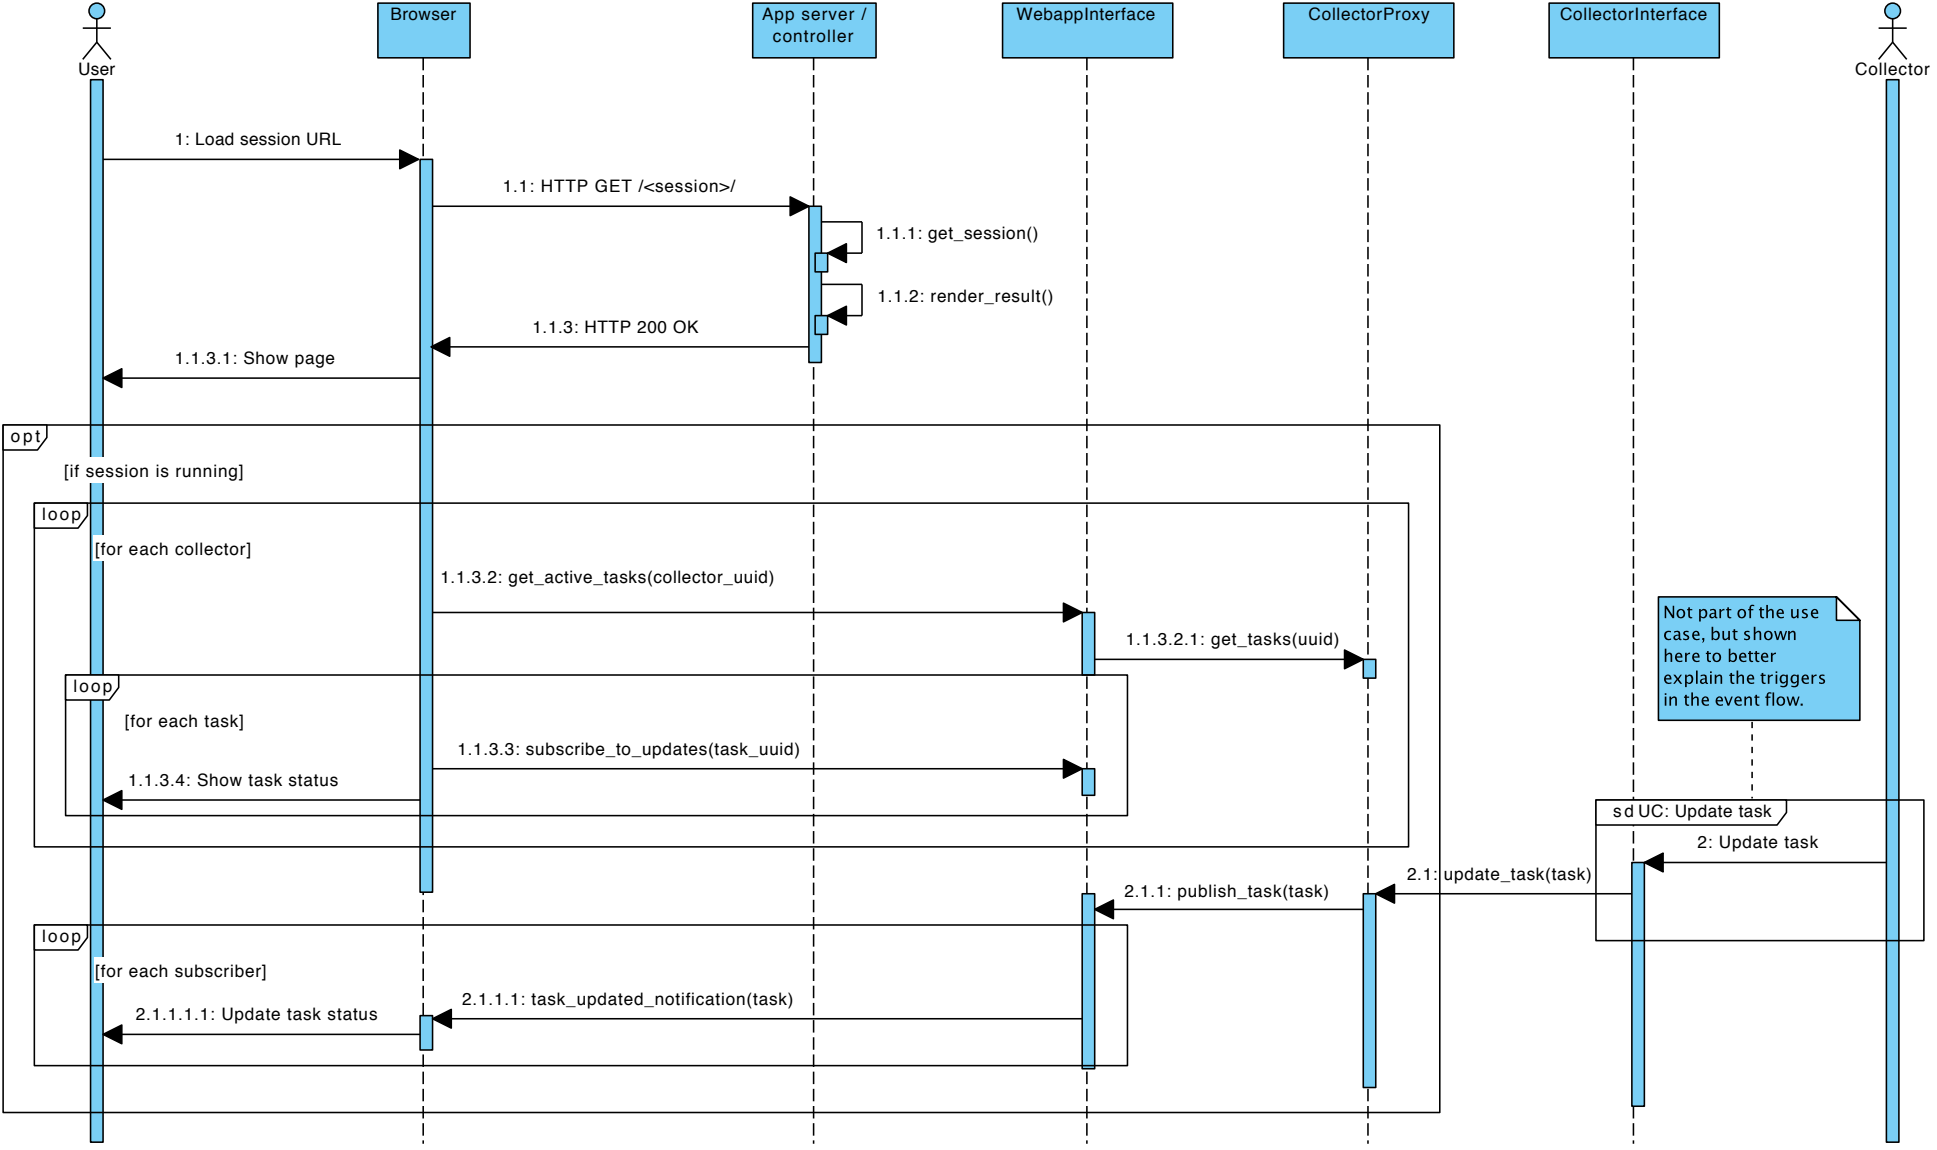 User
Browser
App server /
controller
WebappInterface
CollectorProxy
CollectorInterface
Collector
1: Load session URL
1.1: HTTP GET /<session>/
1.1.1: get_session()
1.1.2: render_result()
1.1.3: HTTP 200 OK
1.1.3.1: Show page
opt
[if session is running]
loop
[for each collector]
1.1.3.2: get_active_tasks(collector_uuid)
1.1.3.2.1: get_tasks(uuid)
Not part of the use
case, but shown
here to better
explain the triggers
in the event flow.
loop
[for each task]
1.1.3.3: subscribe_to_updates(task_uuid)
1.1.3.4: Show task status
sd UC: Update task
2: Update task
2.1: update_task(task)
2.1.1: publish_task(task)
loop
[for each subscriber]
2.1.1.1: task_updated_notification(task)
2.1.1.1.1: Update task status